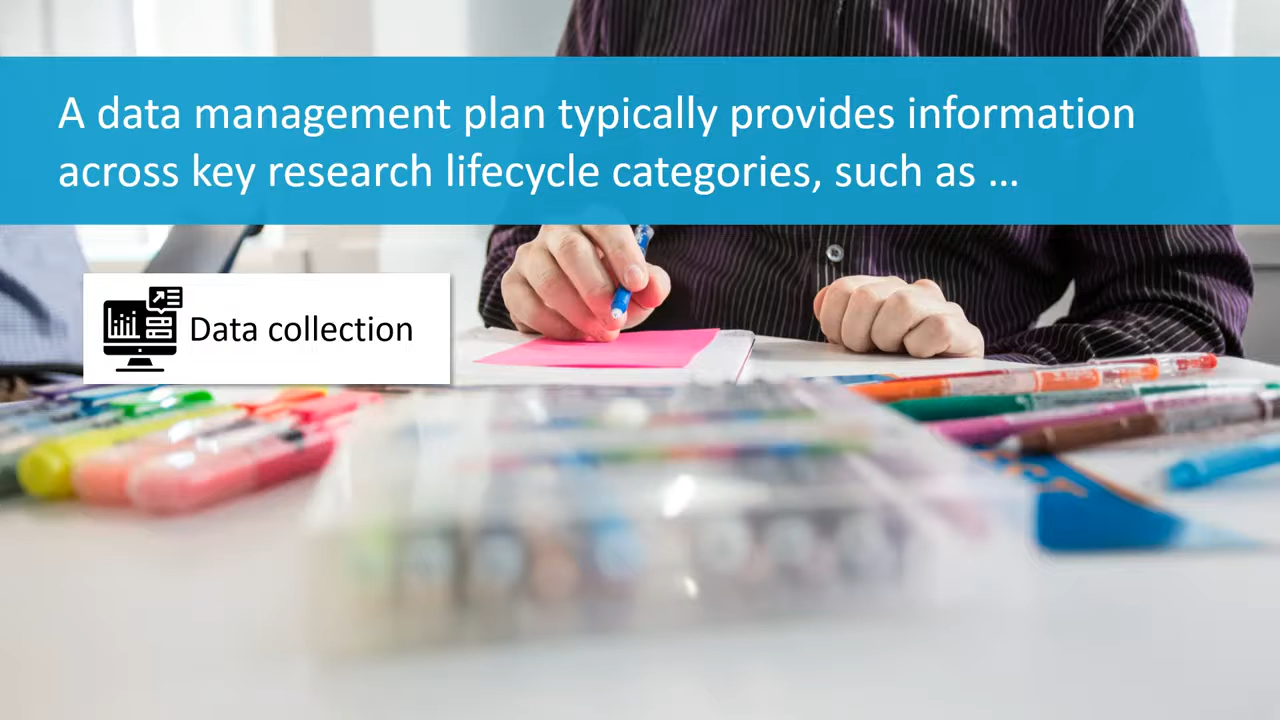 A data management plan typically provides information
across key research lifecycle categories, such as …
Data collection